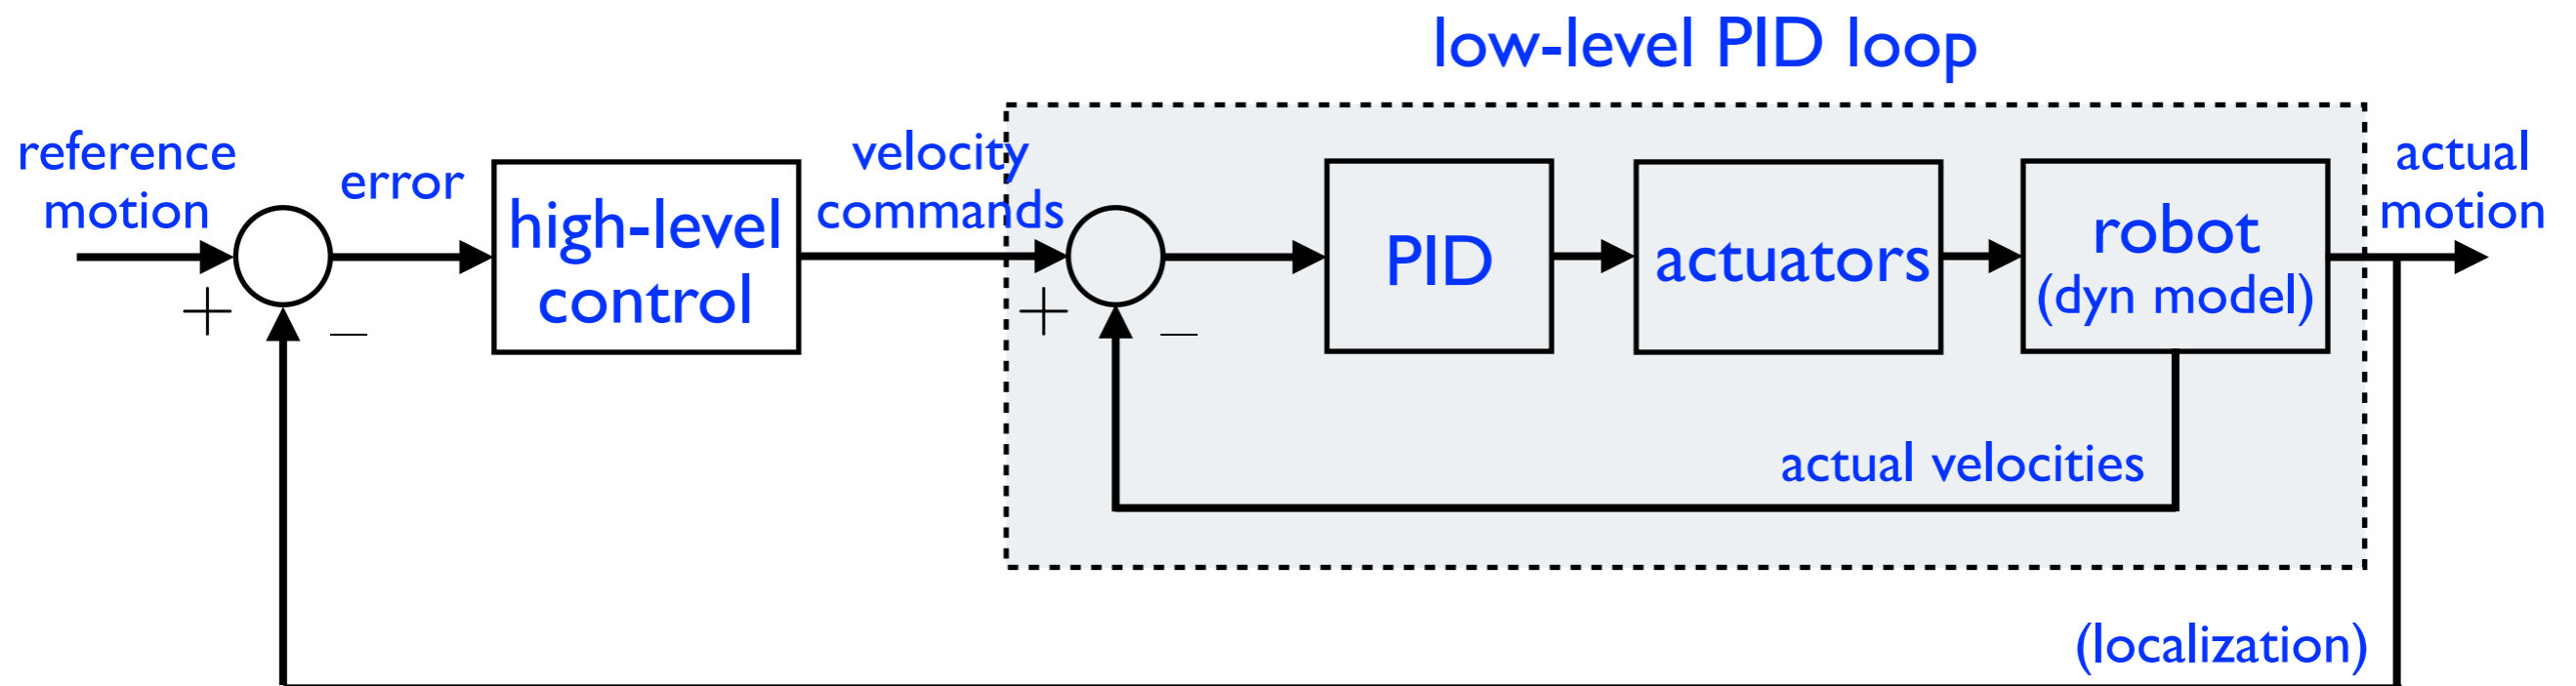 low-level PID loop
reference
motion
error
high-level
control
velocity
commands
PID
actuators
robot
(dyn model)
actual
motion
+
−
+
−
actual velocities
(localization)